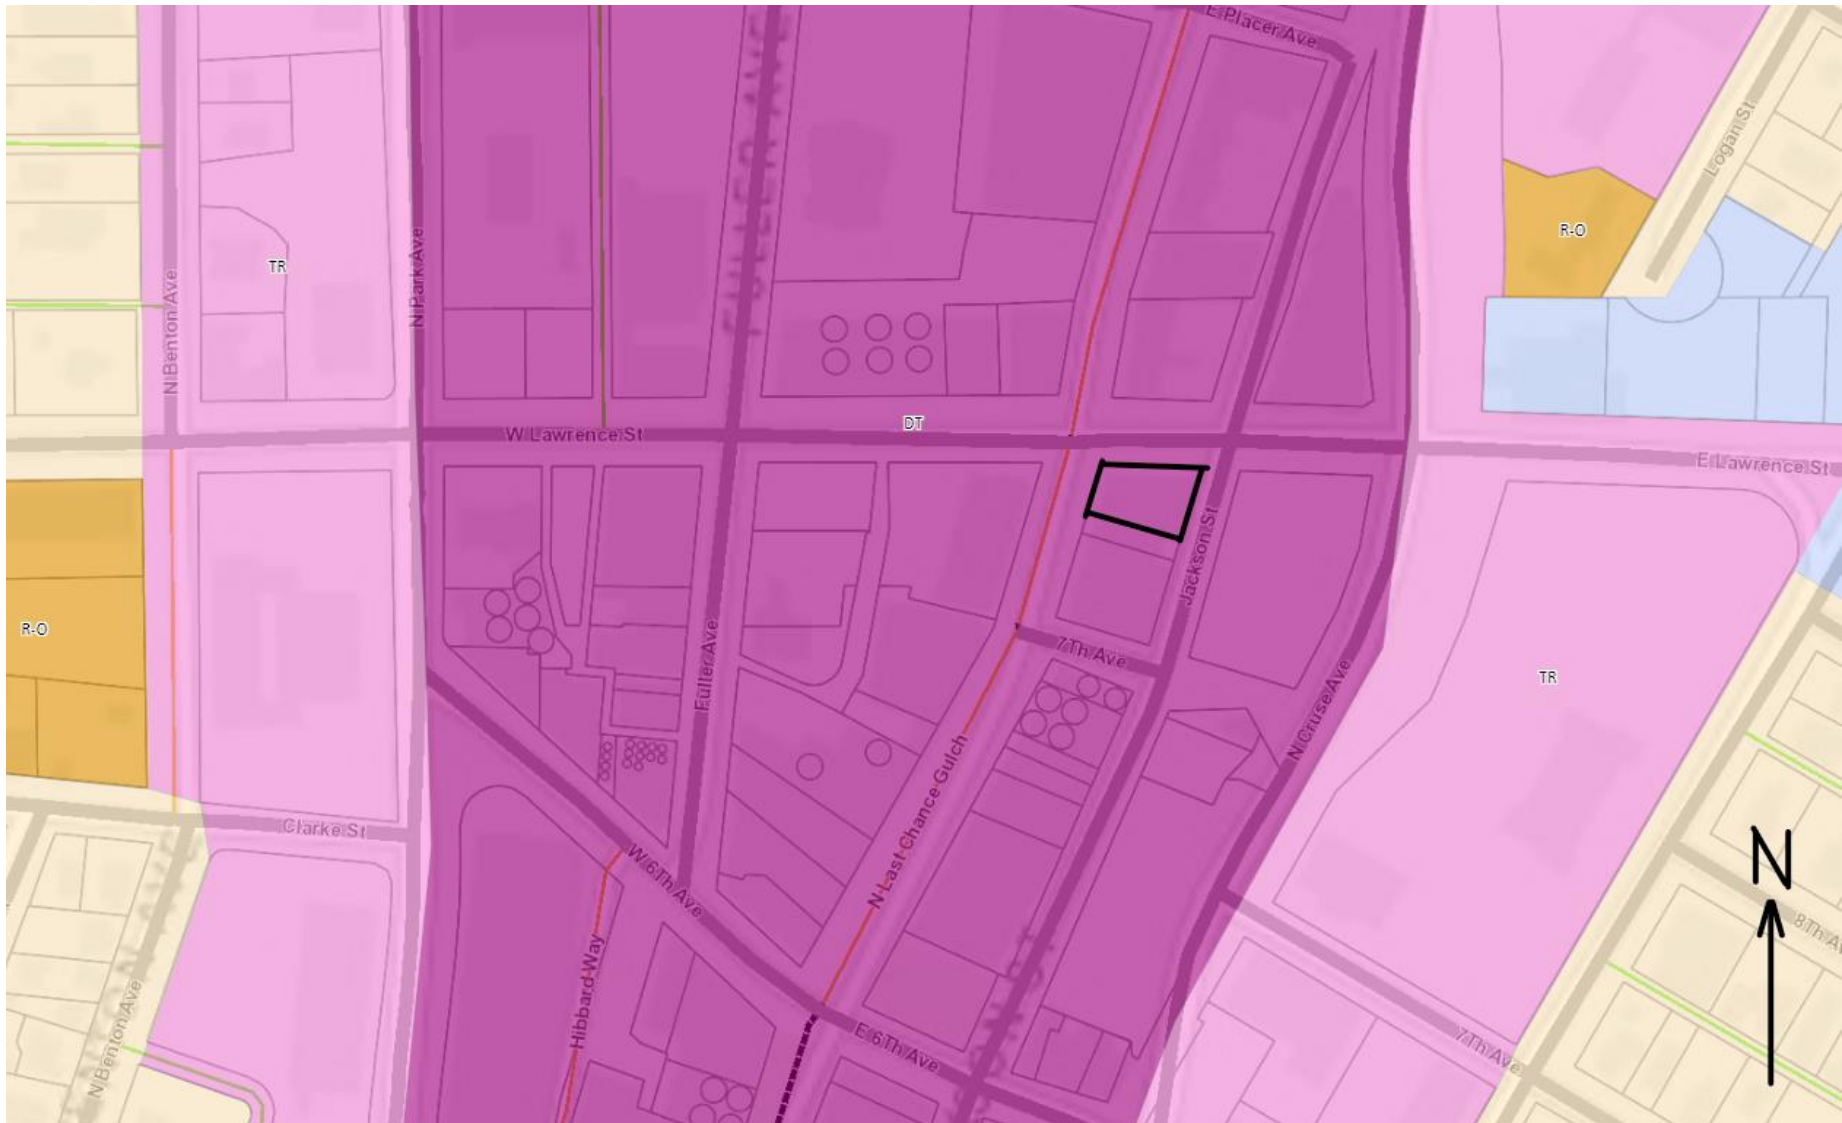 E Placer Ave
FULLER AVE
Logan St
R-O
TR
N Park Ave
N Benton Ave
DT
W Lawrence St
E Lawrence St
Jackson St
R-O
7Th Ave
Fuller Ave
N Cruse Ave
TR
N Last Chance Gulch
Clarke St
W 6Th Ave
N
8Th Av
Hibbard Way
N Benton Ave
E 6Th Ave
7Th Ave